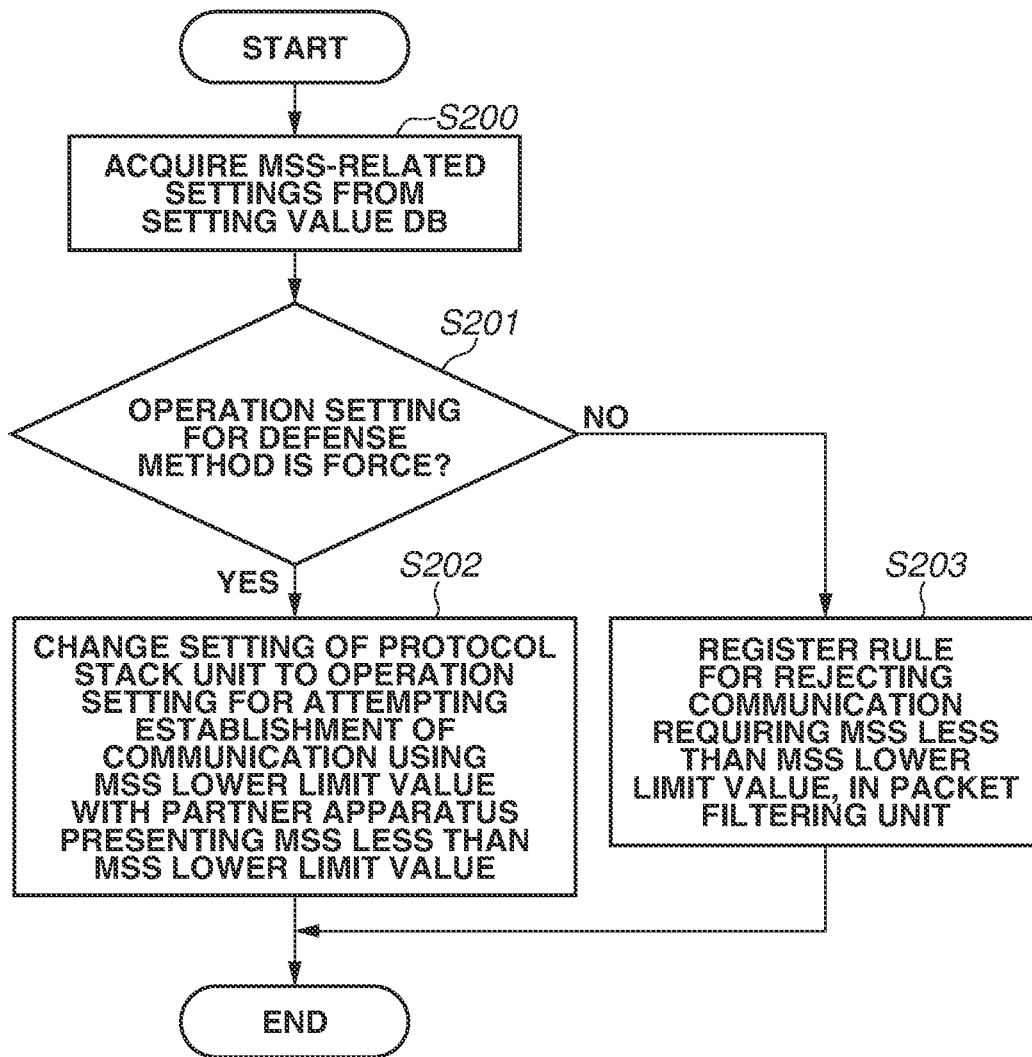 START
S200
ACQUIRE MSS-RELATED
SETTINGS FROM
SETTING VALUE DB
S201
OPERATION SETTING
FOR DEFENSE
METHOD IS FORCE?
NO
YES
S202
CHANGE SETTING OF PROTOCOL
STACK UNIT TO OPERATION
SETTING FOR ATTEMPTING
ESTABLISHMENT OF
COMMUNICATION USING
MSS LOWER LIMIT VALUE
WITH PARTNER APPARATUS
PRESENTING MSS LESS THAN
MSS LOWER LIMIT VALUE
S203
REGISTER RULE
FOR REJECTING
COMMUNICATION
REQUIRING MSS LESS
THAN MSS LOWER
LIMIT VALUE, IN PACKET
FILTERING UNIT
END